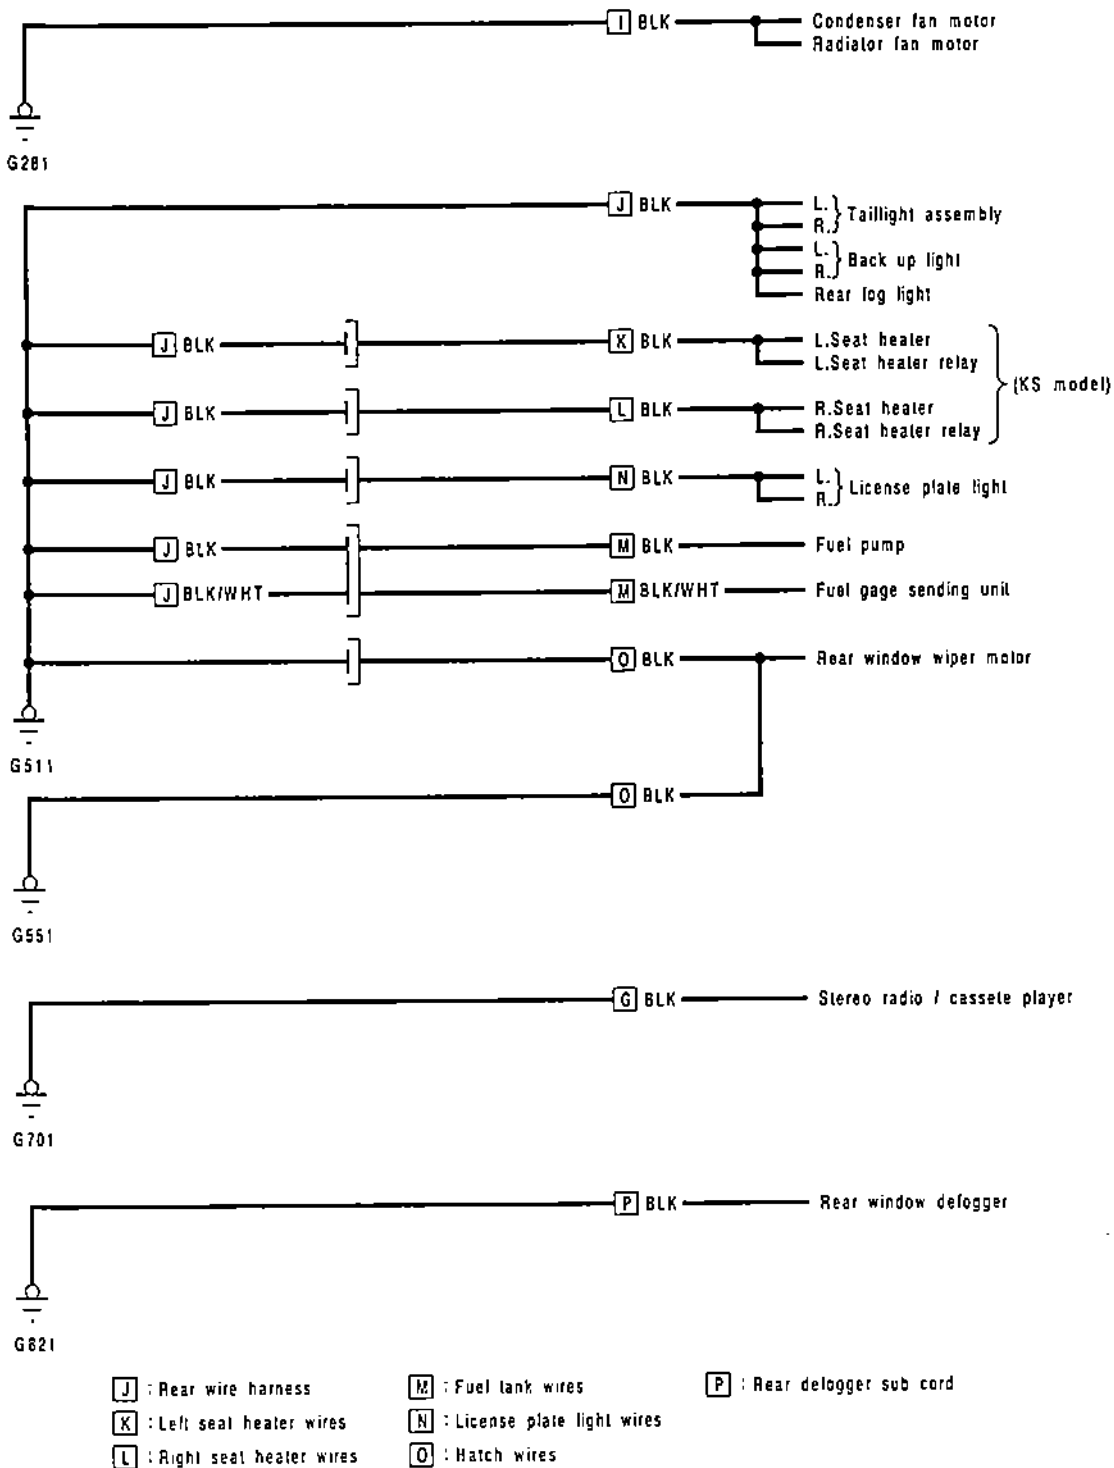 I BLK Condenser fan motor
Radiator fan motor
G281
J BLK L. } Taillight assembly
R.
L. } Back up light
R.
Rear fog light
J BLK K BLK L.Seat heater
L.Seat heater relay
(KS model)
J BLK L BLK R.Seat heater
R.Seat heater relay
J BLK N BLK L. } License plate light
R.
J BLK M BLK Fuel pump
J BLK/WHT M BLK/WHT Fuel gage sending unit
O BLK Rear window wiper motor
G511
O BLK
G551
G BLK Stereo radio / cassete player
G701
P BLK Rear window defogger
G621
J : Rear wire harness M : Fuel tank wires P : Rear defogger sub cord
K : Left seat heater wires N : License plate light wires
L : Right seat heater wires O : Hatch wires